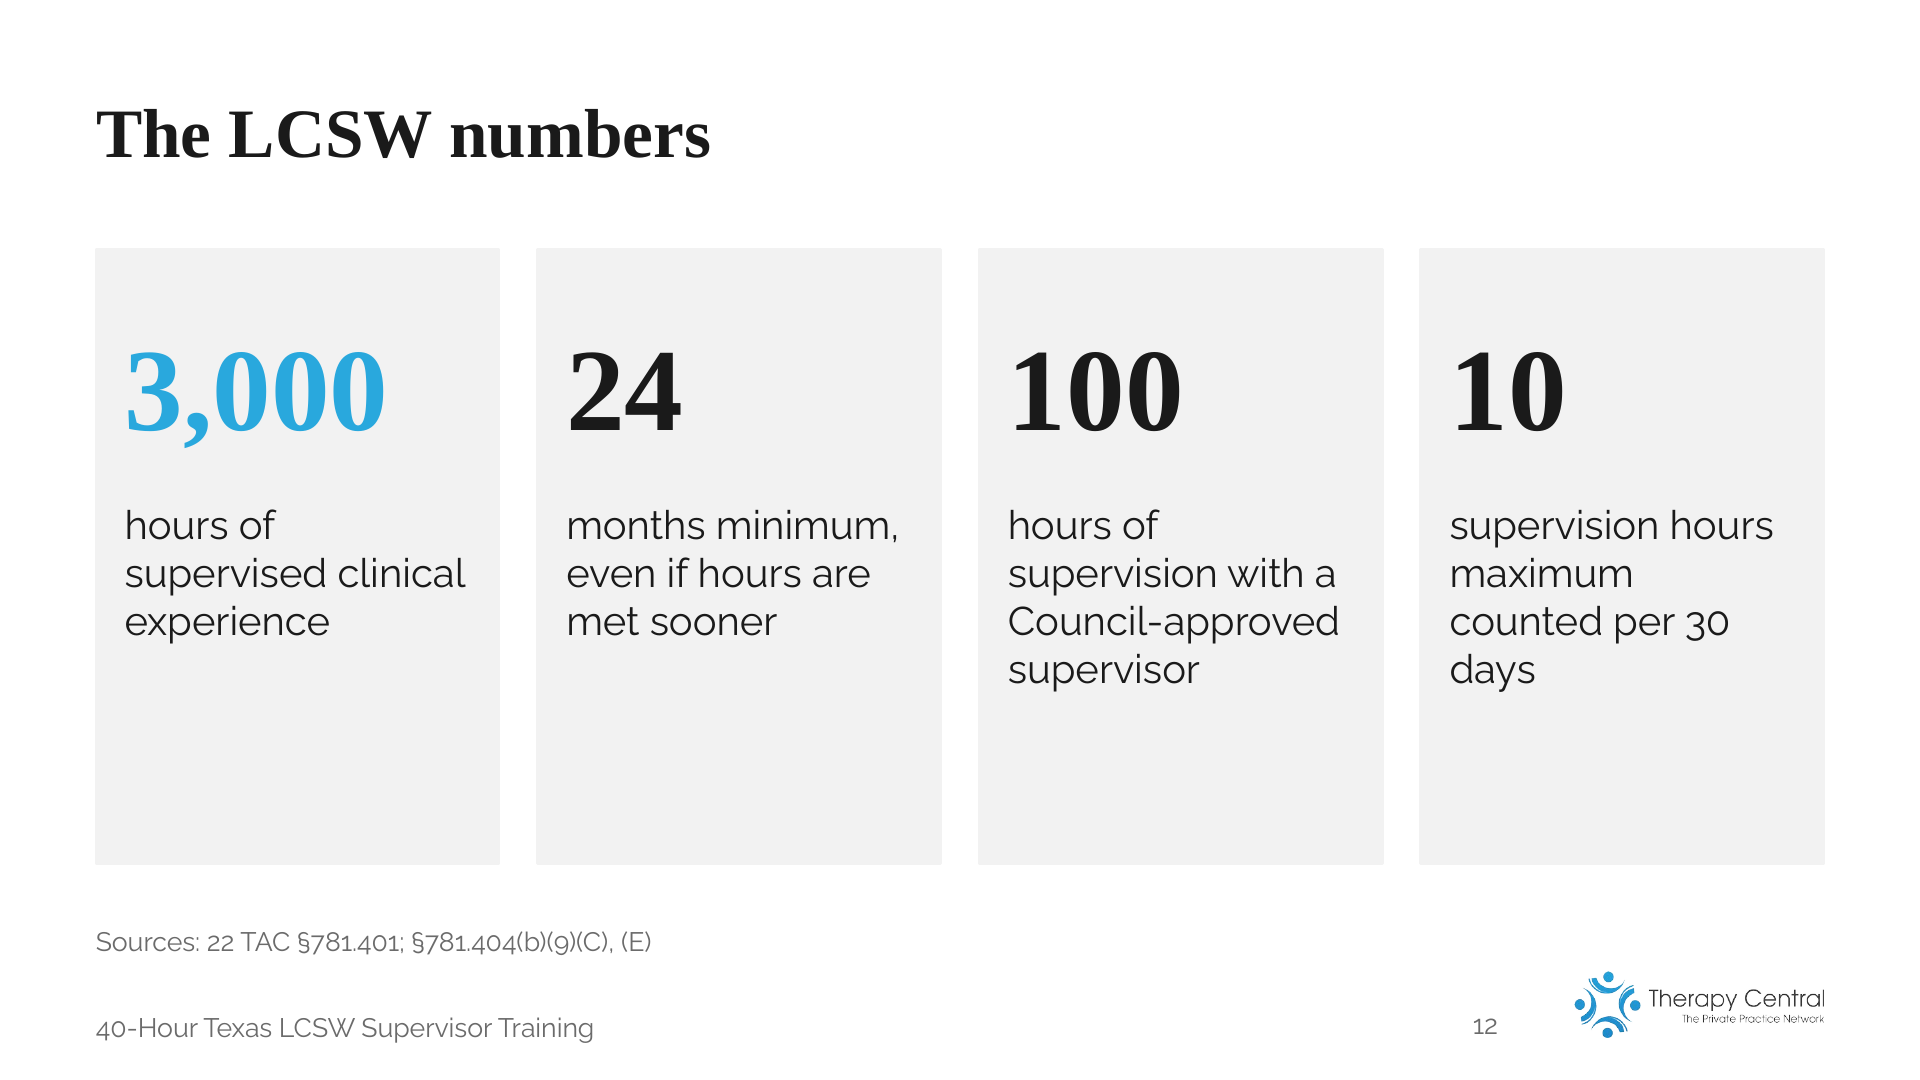 The LCSW numbers
3,000
hours of
supervised clinical
experience
24
months minimum,
even if hours are
met sooner
100
hours of
supervision with a
Council-approved
supervisor
10
supervision hours
maximum
counted per 30
days
Sources: 22 TAC §781.401; §781.404(b)(9)(C), (E)
40-Hour Texas LCSW Supervisor Training
12
Therapy Central
The Private Practice Network